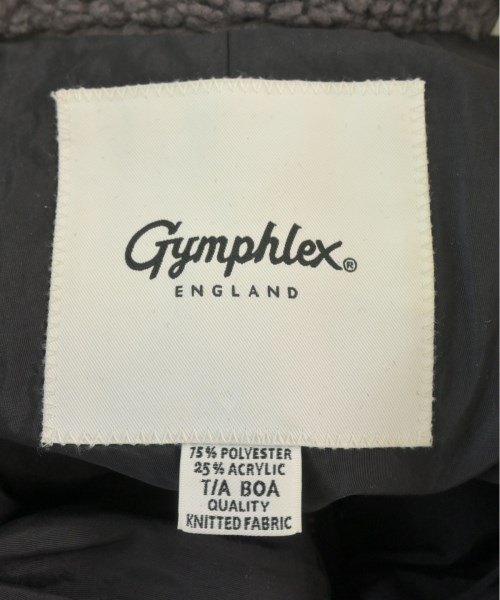 Gymphlex®
ENGLAND
75% POLYESTER
25% ACRYLIC
T/A BOA
QUALITY
KNITTED FABRIC